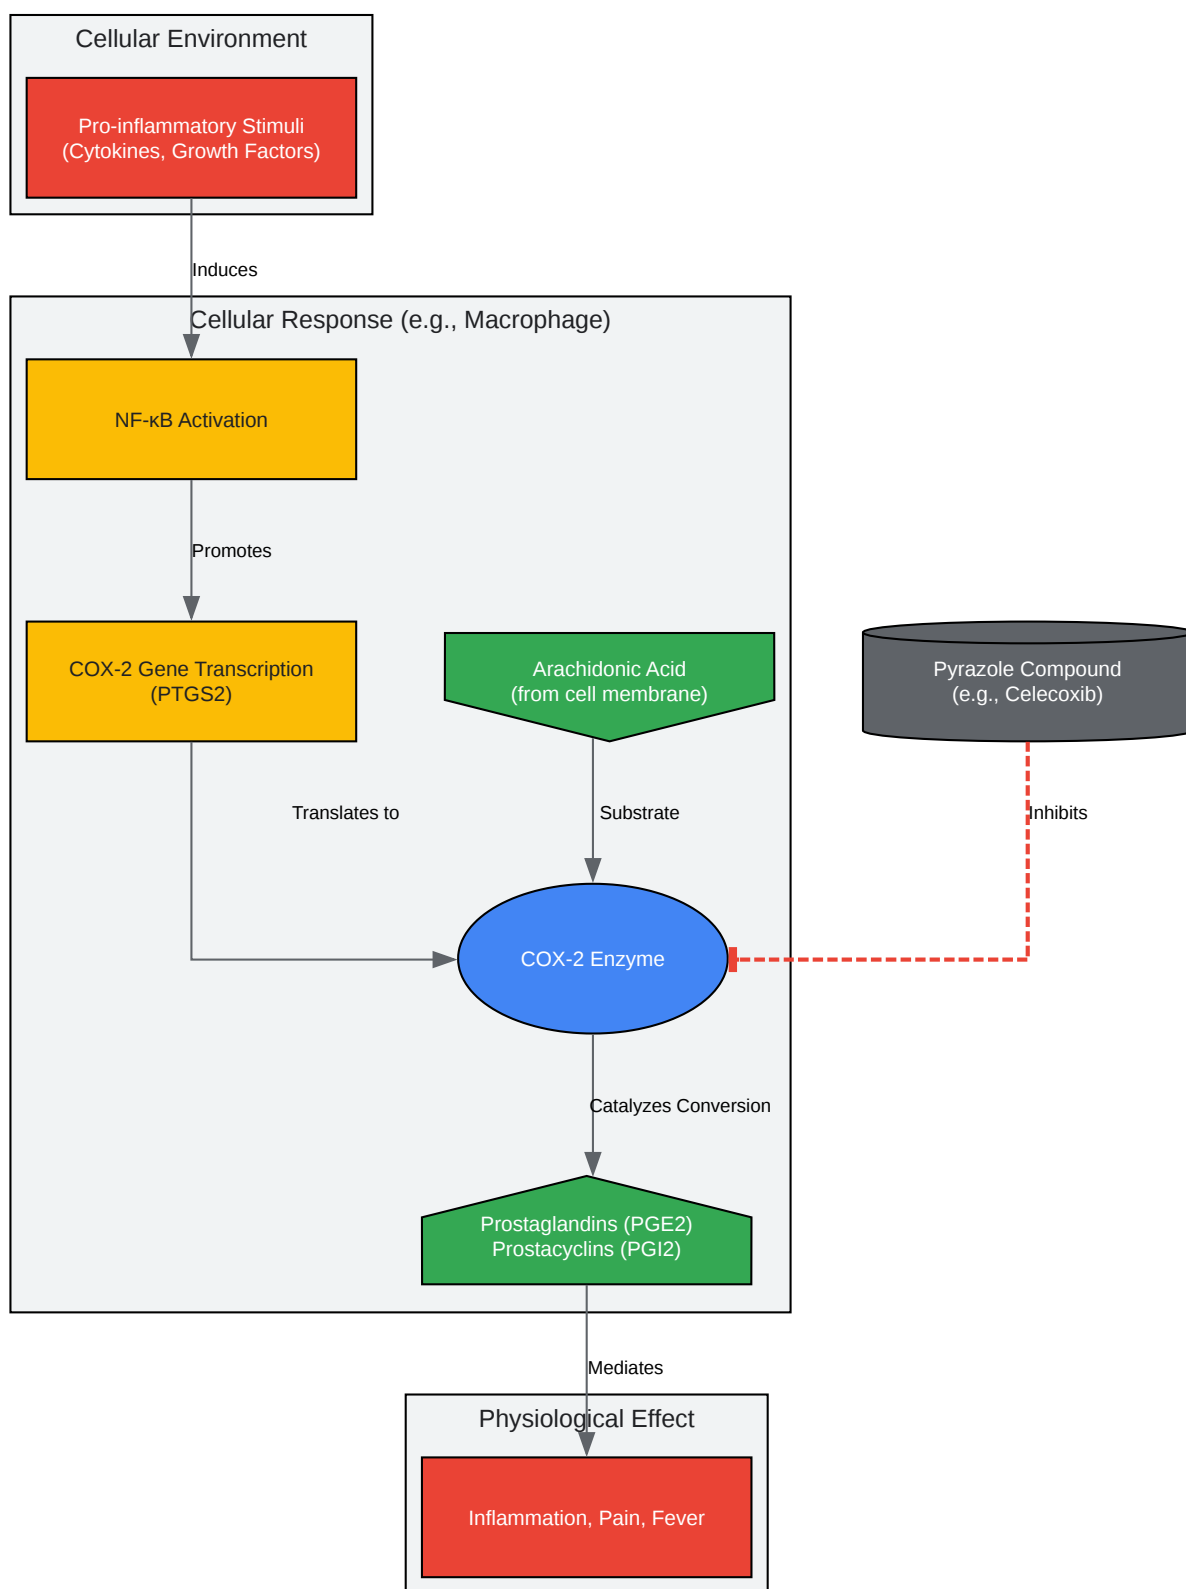 Cellular Environment
Pro-inflammatory Stimuli
(Cytokines, Growth Factors)
Induces
Cellular Response (e.g., Macrophage)
NF-κB Activation
Promotes
COX-2 Gene Transcription
(PTGS2)
Arachidonic Acid
(from cell membrane)
Pyrazole Compound
(e.g., Celecoxib)
Translates to
Substrate
Inhibits
COX-2 Enzyme
Catalyzes Conversion
Prostaglandins (PGE2)
Prostacyclins (PGI2)
Mediates
Physiological Effect
Inflammation, Pain, Fever